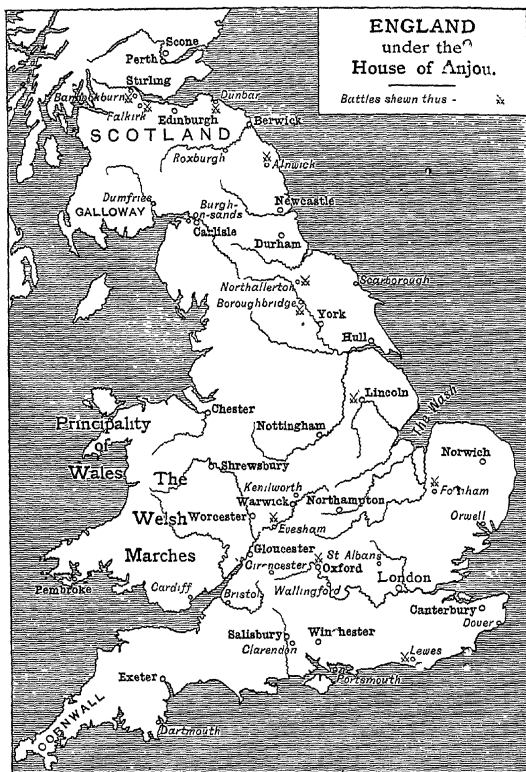 ENGLAND
under the
House of Anjou.
Battles shewn thus -
Scone
Perth
Stirling
Bannockburn
Dunbar
Falkirk
Edinburgh
Berwick
SCOTLAND
Roxburgh
Alnwick
Dumfries
Burgh-
on-sands
Newcastle
GALLOWAY
Carlisle
Durham
Northallerton
Scarborough
Boroughbridge
York
Hull
Lincoln
Chester
The Wash
Principality
of
Wales
Nottingham
Norwich
Shrewsbury
The
Welsh
Marches
Kenilworth
Warwick
Northampton
Worcester
Evesham
Orwell
Gloucester
St Albans
Cirencester
Oxford
London
Pembroke
Cardiff
Bristol
Wallingford
Canterbury
Dover
Salisbury
Winchester
Clarendon
Lewes
Portsmouth
Exeter
CORNWALL
Dartmouth